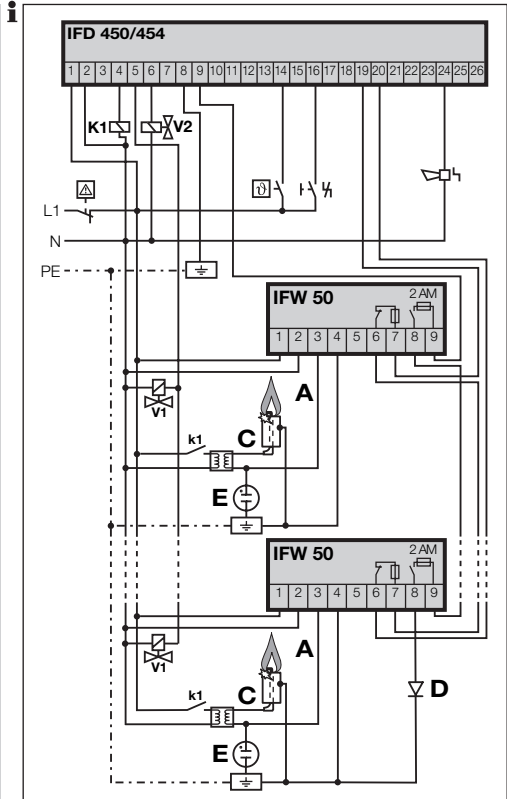 i
IFD 450/454
1 2 3 4 5 6 7 8 9 10 11 12 13 14 15 16 17 18 19 20 21 22 23 24 25 26
K1 V2
ϑ
L1
N
PE
IFW 50
2 AM
1 2 3 4 5 6 7 8 9
V1
A
k1
C
E
IFW 50
2 AM
1 2 3 4 5 6 7 8 9
V1
A
k1
C
D
E